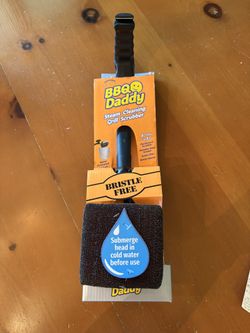 BBQ
Daddy
Steam Cleaning
Grill Scrubber
BRISTLE
FREE
Submerge
head in
cold water
before use
Daddy